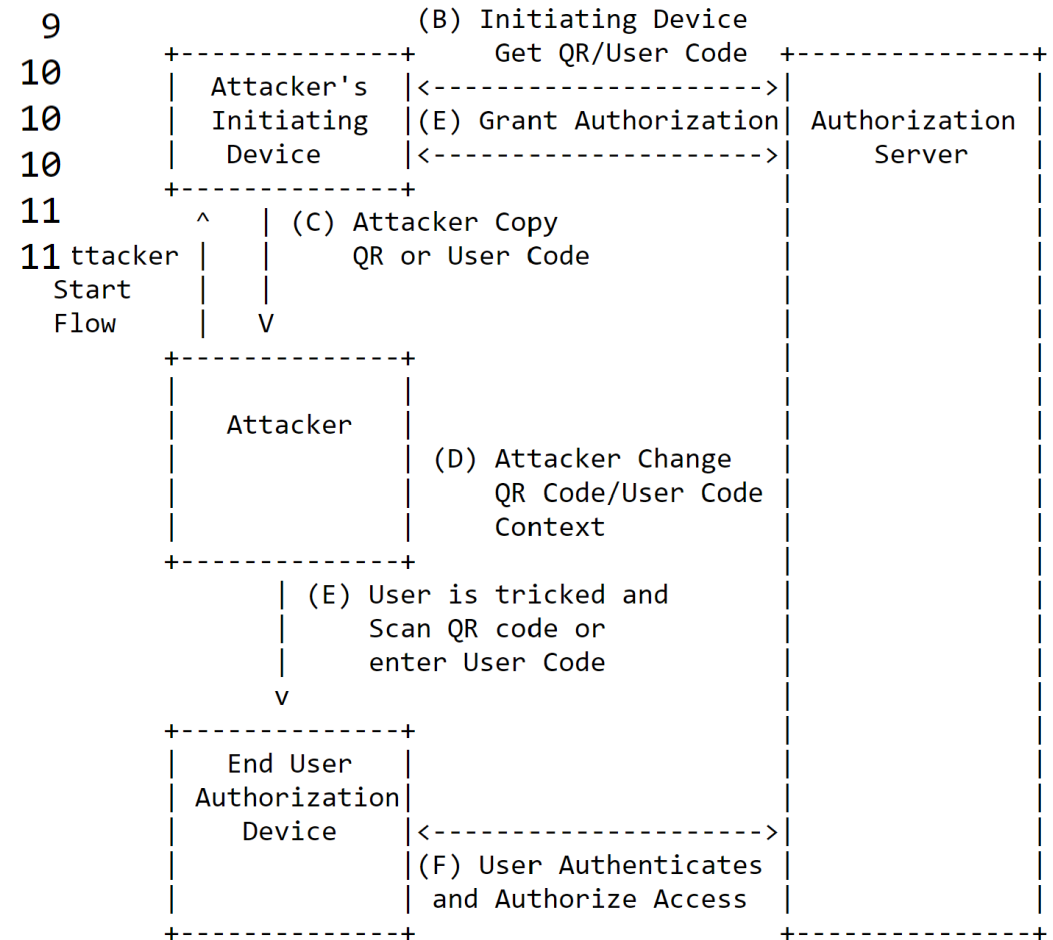 9
(B) Initiating Device
+--------------+ Get QR/User Code +---------------+
10
| Attacker's |<--------------------->| |
10
| Initiating |(E) Grant Authorization| Authorization |
10
| Device |<--------------------->| Server |
+--------------+ | |
11
^ | (C) Attacker Copy | |
11 ttacker | | QR or User Code | |
Start | | | |
Flow | V | |
+--------------+ | |
| | | |
| Attacker | | |
| | (D) Attacker Change | |
| | QR Code/User Code | |
| | Context | |
+--------------+ | |
| (E) User is tricked and | |
| Scan QR code or | |
| enter User Code | |
v | |
+--------------+ | |
| End User | | |
| Authorization| | |
| Device |<--------------------->| |
| |(F) User Authenticates | |
| | and Authorize Access | |
+--------------+ +---------------+